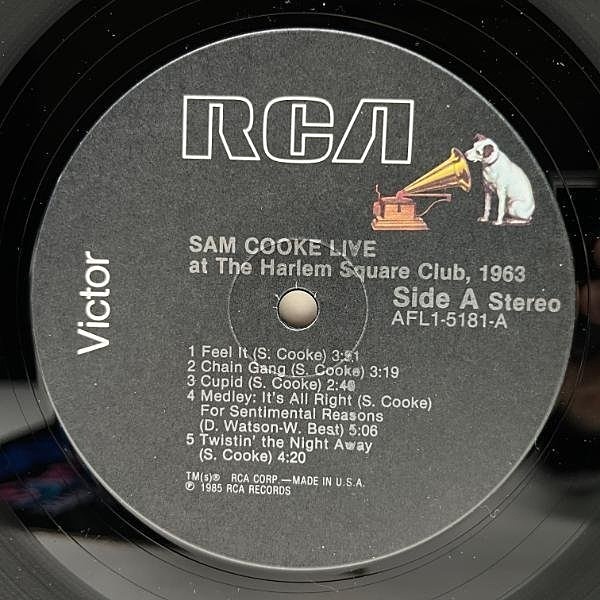 RCA
Victor
SAM COOKE LIVE
at The Harlem Square Club, 1963
Side A Stereo
AFL1-5181-A
1 Feel It (S. Cooke) 3:51
2 Chain Gang (S. Cooke) 3:19
3 Cupid (S. Cooke) 2:46
4 Medley: It's All Right (S. Cooke)
For Sentimental Reasons
(D. Watson-W. Best) 5:06
5 Twistin' the Night Away
(S. Cooke) 4:20
TM(s)® RCA CORP.—MADE IN U.S.A.
℗ 1985 RCA RECORDS